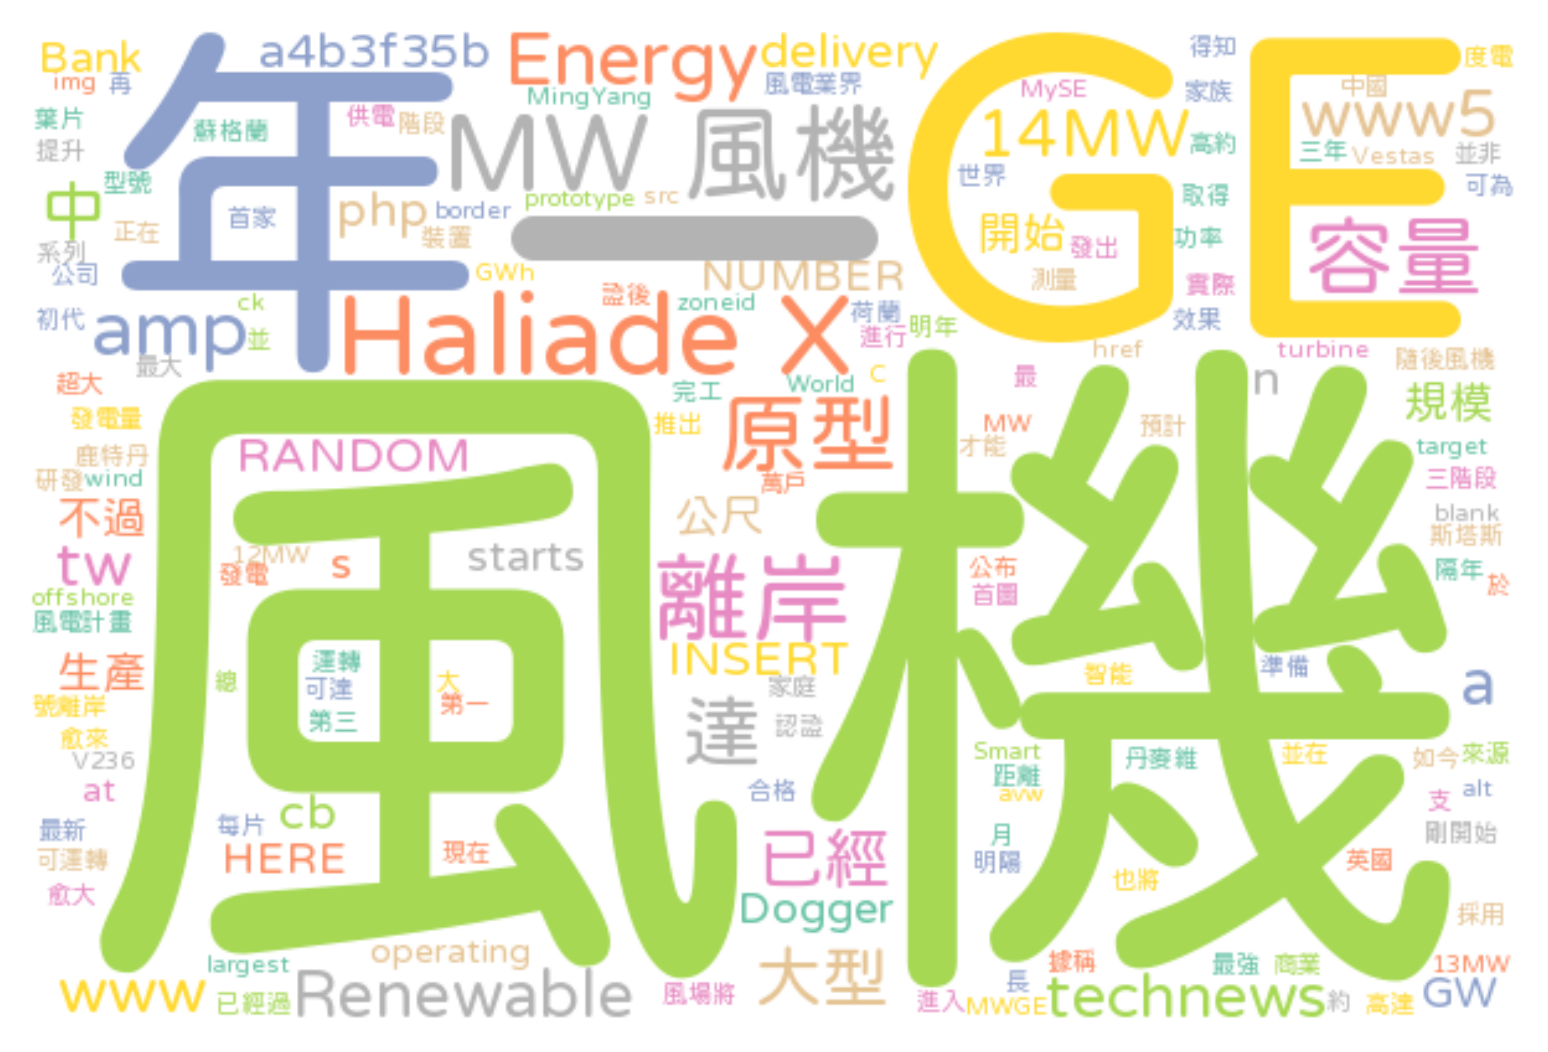 Bank
a4b3f35b
Energy
delivery
得知
度電
img
再
風電業界
中國
MingYang
MySE
家族
年
GE
www5
葉片
蘇格蘭
供電
階段
MW
風機
14MW
高約
三年
Vestas
並非
提升
中
型號
世界
可為
prototype
src
取得
php
border
首家
正在
裝置
一
開始
發出
功率
容量
系列
公司
GWh
NUMBER
測量
實際
證後
zoneid
初代
amp
ck
並
Haliade X
荷蘭
進行
明年
效果
最大
href
turbine
隨後風機
超大
完工
World
C
最
n
規模
發電量
推出
原型
MW
預計
RANDOM
才能
target
鹿特丹
研發
wind
萬戶
三階段
不過
公尺
blank
斯塔斯
風機
12MW
發電
s
starts
tw
離岸
公布
首圖
隔年
於
offshore
風電計畫
INSERT
運轉
可達
第三
總
大
第一
生產
家庭
智能
準備
a
號離岸
達
認證
愈來
V236
Smart
丹麥維
並在
如今
來源
距離
at
合格
avw
支
alt
cb
每片
最新
月
剛開始
HERE
現在
已經
明陽
英國
可運轉
也將
愈大
Dogger
採用
operating
largest
大型
據稱
最強
商業
13MW
www
已經過
Renewable
風場將
長
進入
MWGE
technews
約
高達
GW